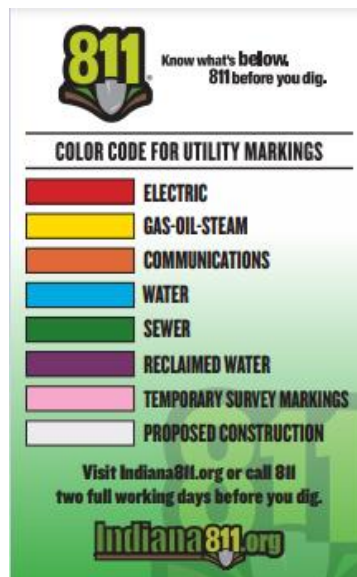 811
Know what's below.
811 before you dig.
COLOR CODE FOR UTILITY MARKINGS
ELECTRIC
GAS-OIL-STEAM
COMMUNICATIONS
WATER
SEWER
RECLAIMED WATER
TEMPORARY SURVEY MARKINGS
PROPOSED CONSTRUCTION
811
Visit Indiana811.org or call 811
two full working days before you dig.
Indiana811.org